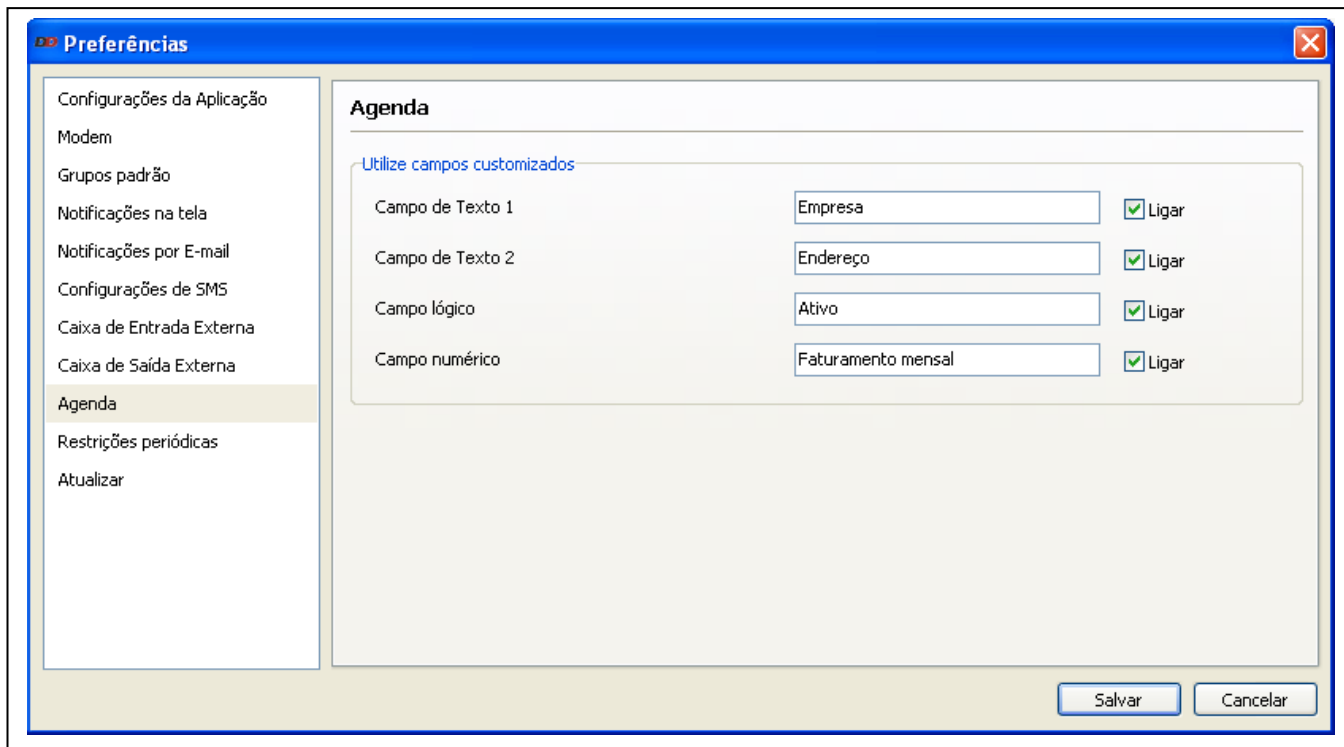 Preferências
Configurações da Aplicação
Modem
Grupos padrão
Notificações na tela
Notificações por E-mail
Configurações de SMS
Caixa de Entrada Externa
Caixa de Saída Externa
Agenda
Restrições periódicas
Atualizar
Agenda
Utilize campos customizados
Campo de Texto 1 Empresa Ligar
Campo de Texto 2 Endereço Ligar
Campo lógico Ativo Ligar
Campo numérico Faturamento mensal Ligar
Salvar Cancelar